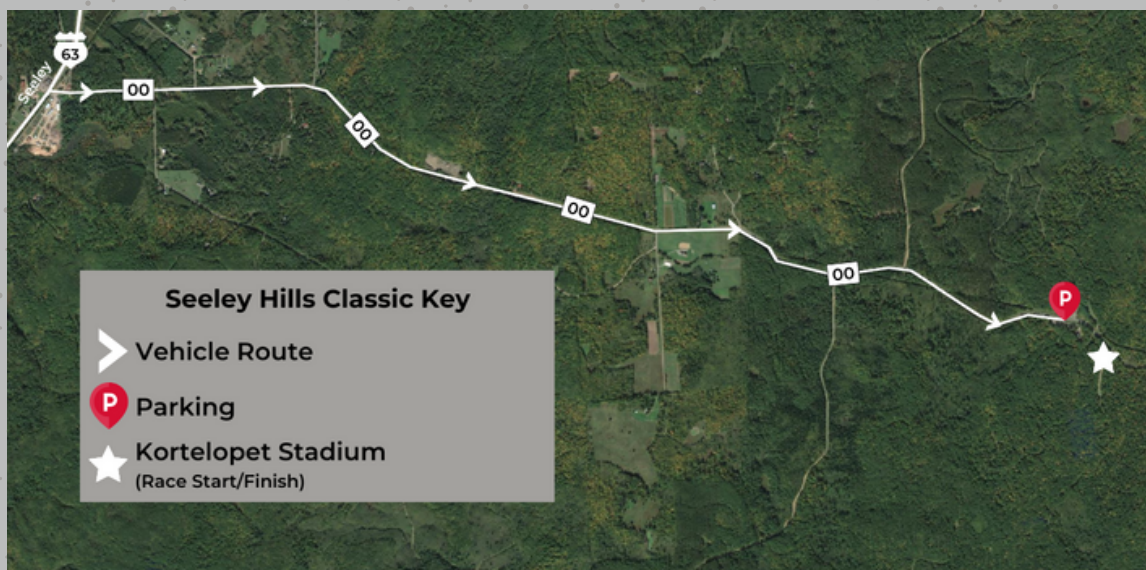 63
Seeley
00
00
00
00
P
Seeley Hills Classic Key
Vehicle Route
P
Parking
Kortelopet Stadium
(Race Start/Finish)